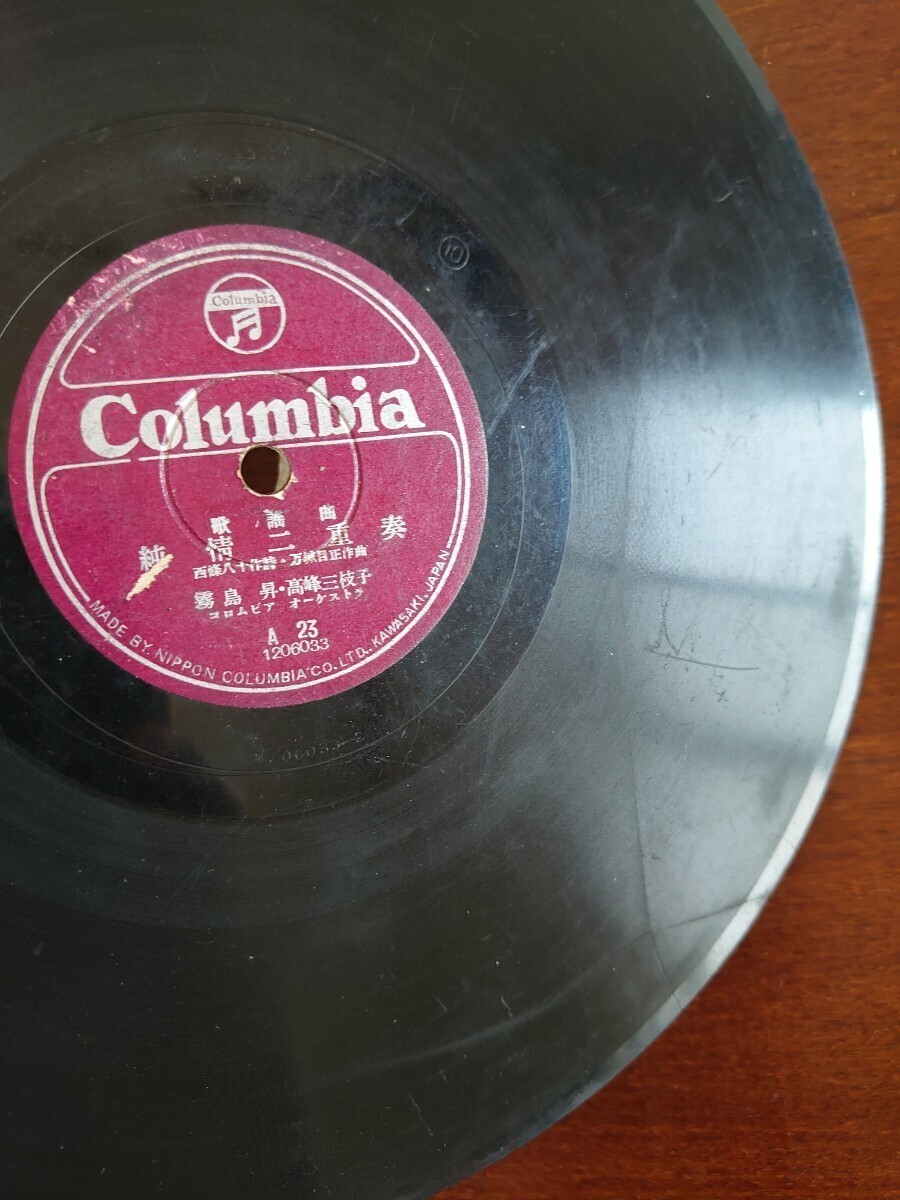 Columbia
Columbia
歌謡曲
純情二重奏
西條八十作詩・万城目正作曲
霧島 昇・高峰三枝子
コロムビア オーケストラ
A 23
1206033
MADE BY NIPPON COLUMBIA CO. LTD., KAWASAKI, JAPAN